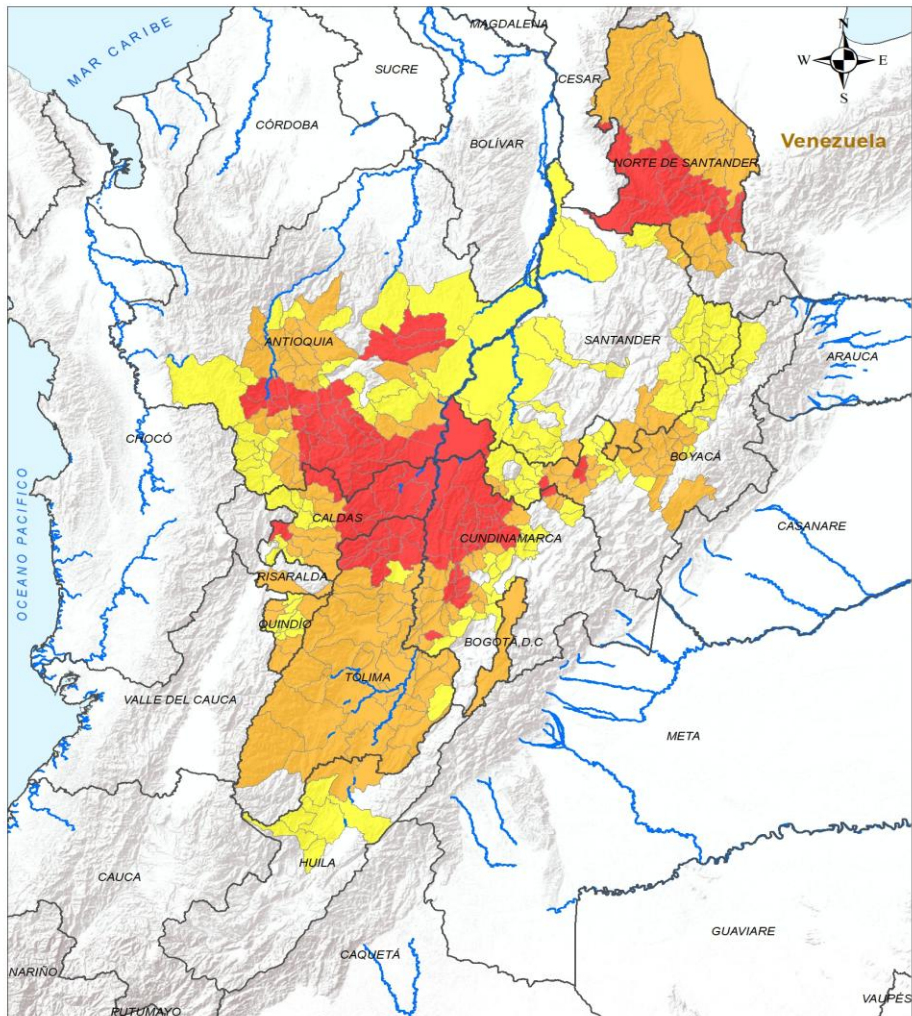 MAGDALENA
MAR CARIBE
N
W
E
S
SUCRE
CESAR
CÓRDOBA
BOLÍVAR
Venezuela
NORTE DE SANTANDER
ANTIOQUIA
SANTANDER
ARAUCA
CHOCÓ
BOYACÁ
OCEANO PACIFICO
CALDAS
CUNDINAMARCA
CASANARE
RISARALDA
QUINDÍO
BOGOTÁ D.C
TOLIMA
VALLE DEL CAUCA
META
HUILA
CAUCA
GUAVIARE
CAQUETÁ
NARIÑO
PUTUMAYO
VAUPÉS